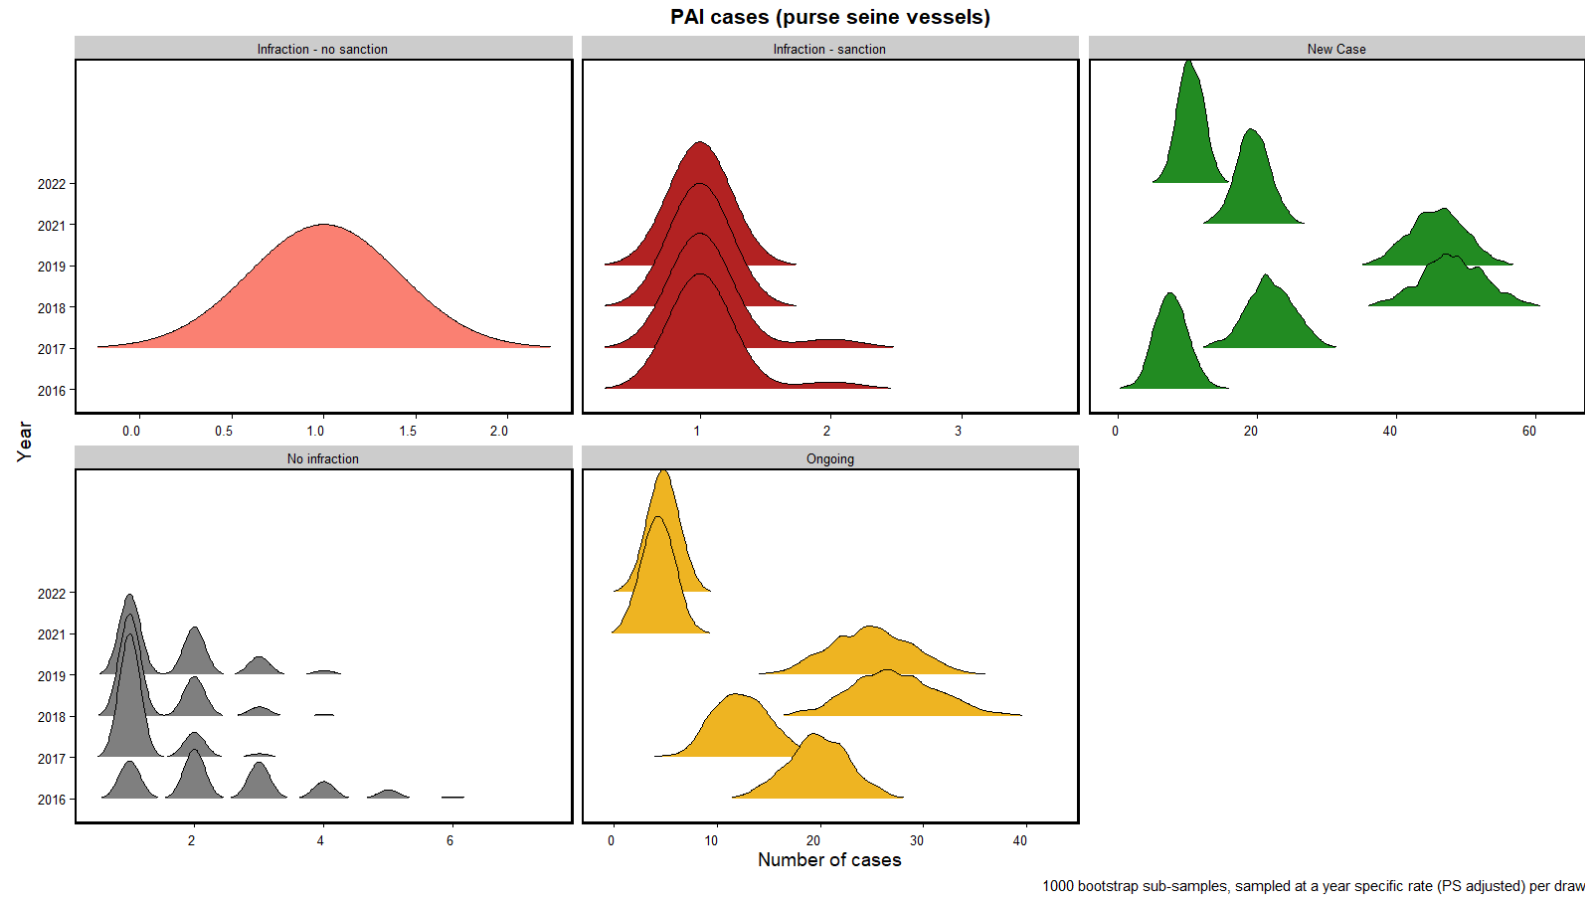 PAI cases (purse seine vessels)
Infraction - no sanction
Infraction - sanction
New Case
2022
2021
2019
2018
2017
2016
0.0 0.5 1.0 1.5 2.0
1 2 3
0 20 40 60
Year
No infraction
Ongoing
2022
2021
2019
2018
2017
2016
2 4 6
0 10 20 30 40
Number of cases
1000 bootstrap sub-samples, sampled at a year specific rate (PS adjusted) per draw